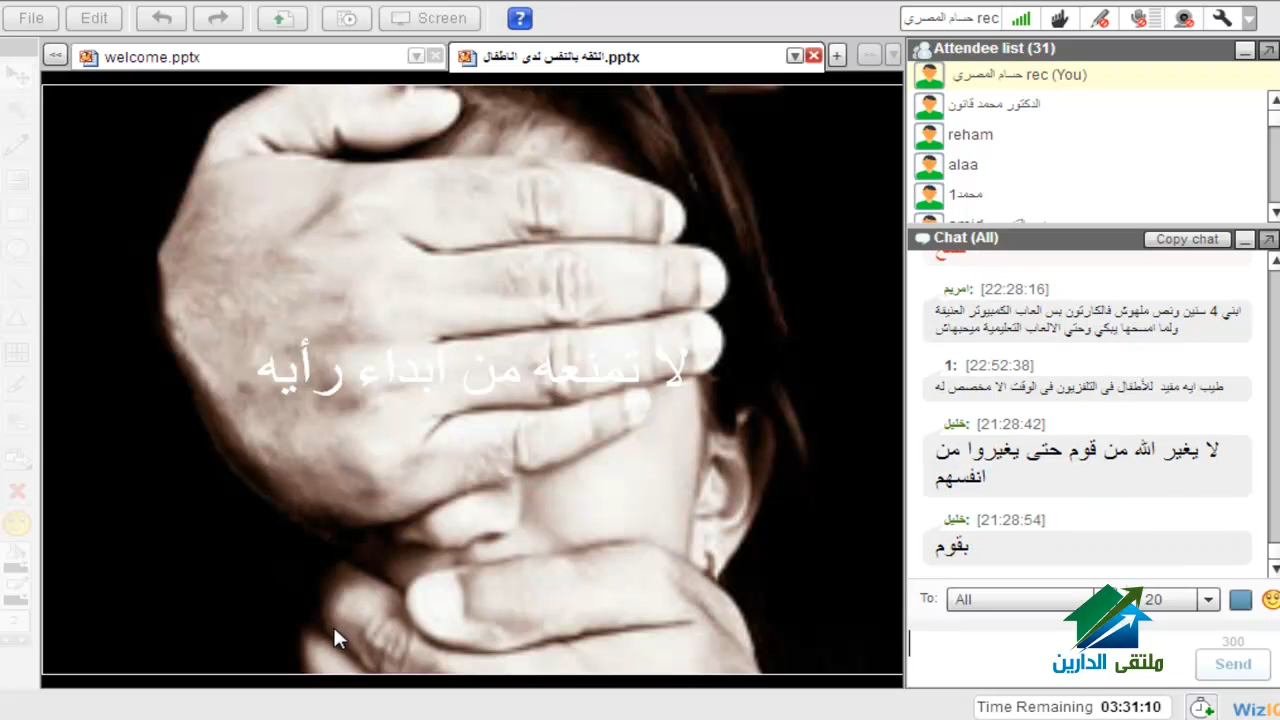 File
Edit
Screen
?
حسام المصرى rec
welcome.pptx
الثقه بالنفس لدى الاطفال.pptx
Attendee list (31)
حسام المصرى rec (You)
الدكتور محمد قانون
reham
alaa
محمد1
لا تمنعه من ابداء رأيه
Chat (All)
Copy chat
امريم: [22:28:16]
ابني 4 سنين ونص ملهوش فالكارتون بس العاب الكمبيوتر العنيفة
ولما امسحها يبكي وحتي الالعاب التعليمية ميحبهاش
1: [22:52:38]
طيب ايه مفيد للأطفال فى التلفزيون فى الوقت الا مخصص له
خليل: [21:28:42]
لا يغير الله من قوم حتى يغيروا من
انفسهم
خليل: [21:28:54]
بقوم
To: All
20
300
Send
ملتقى الدارين
Time Remaining 03:31:10